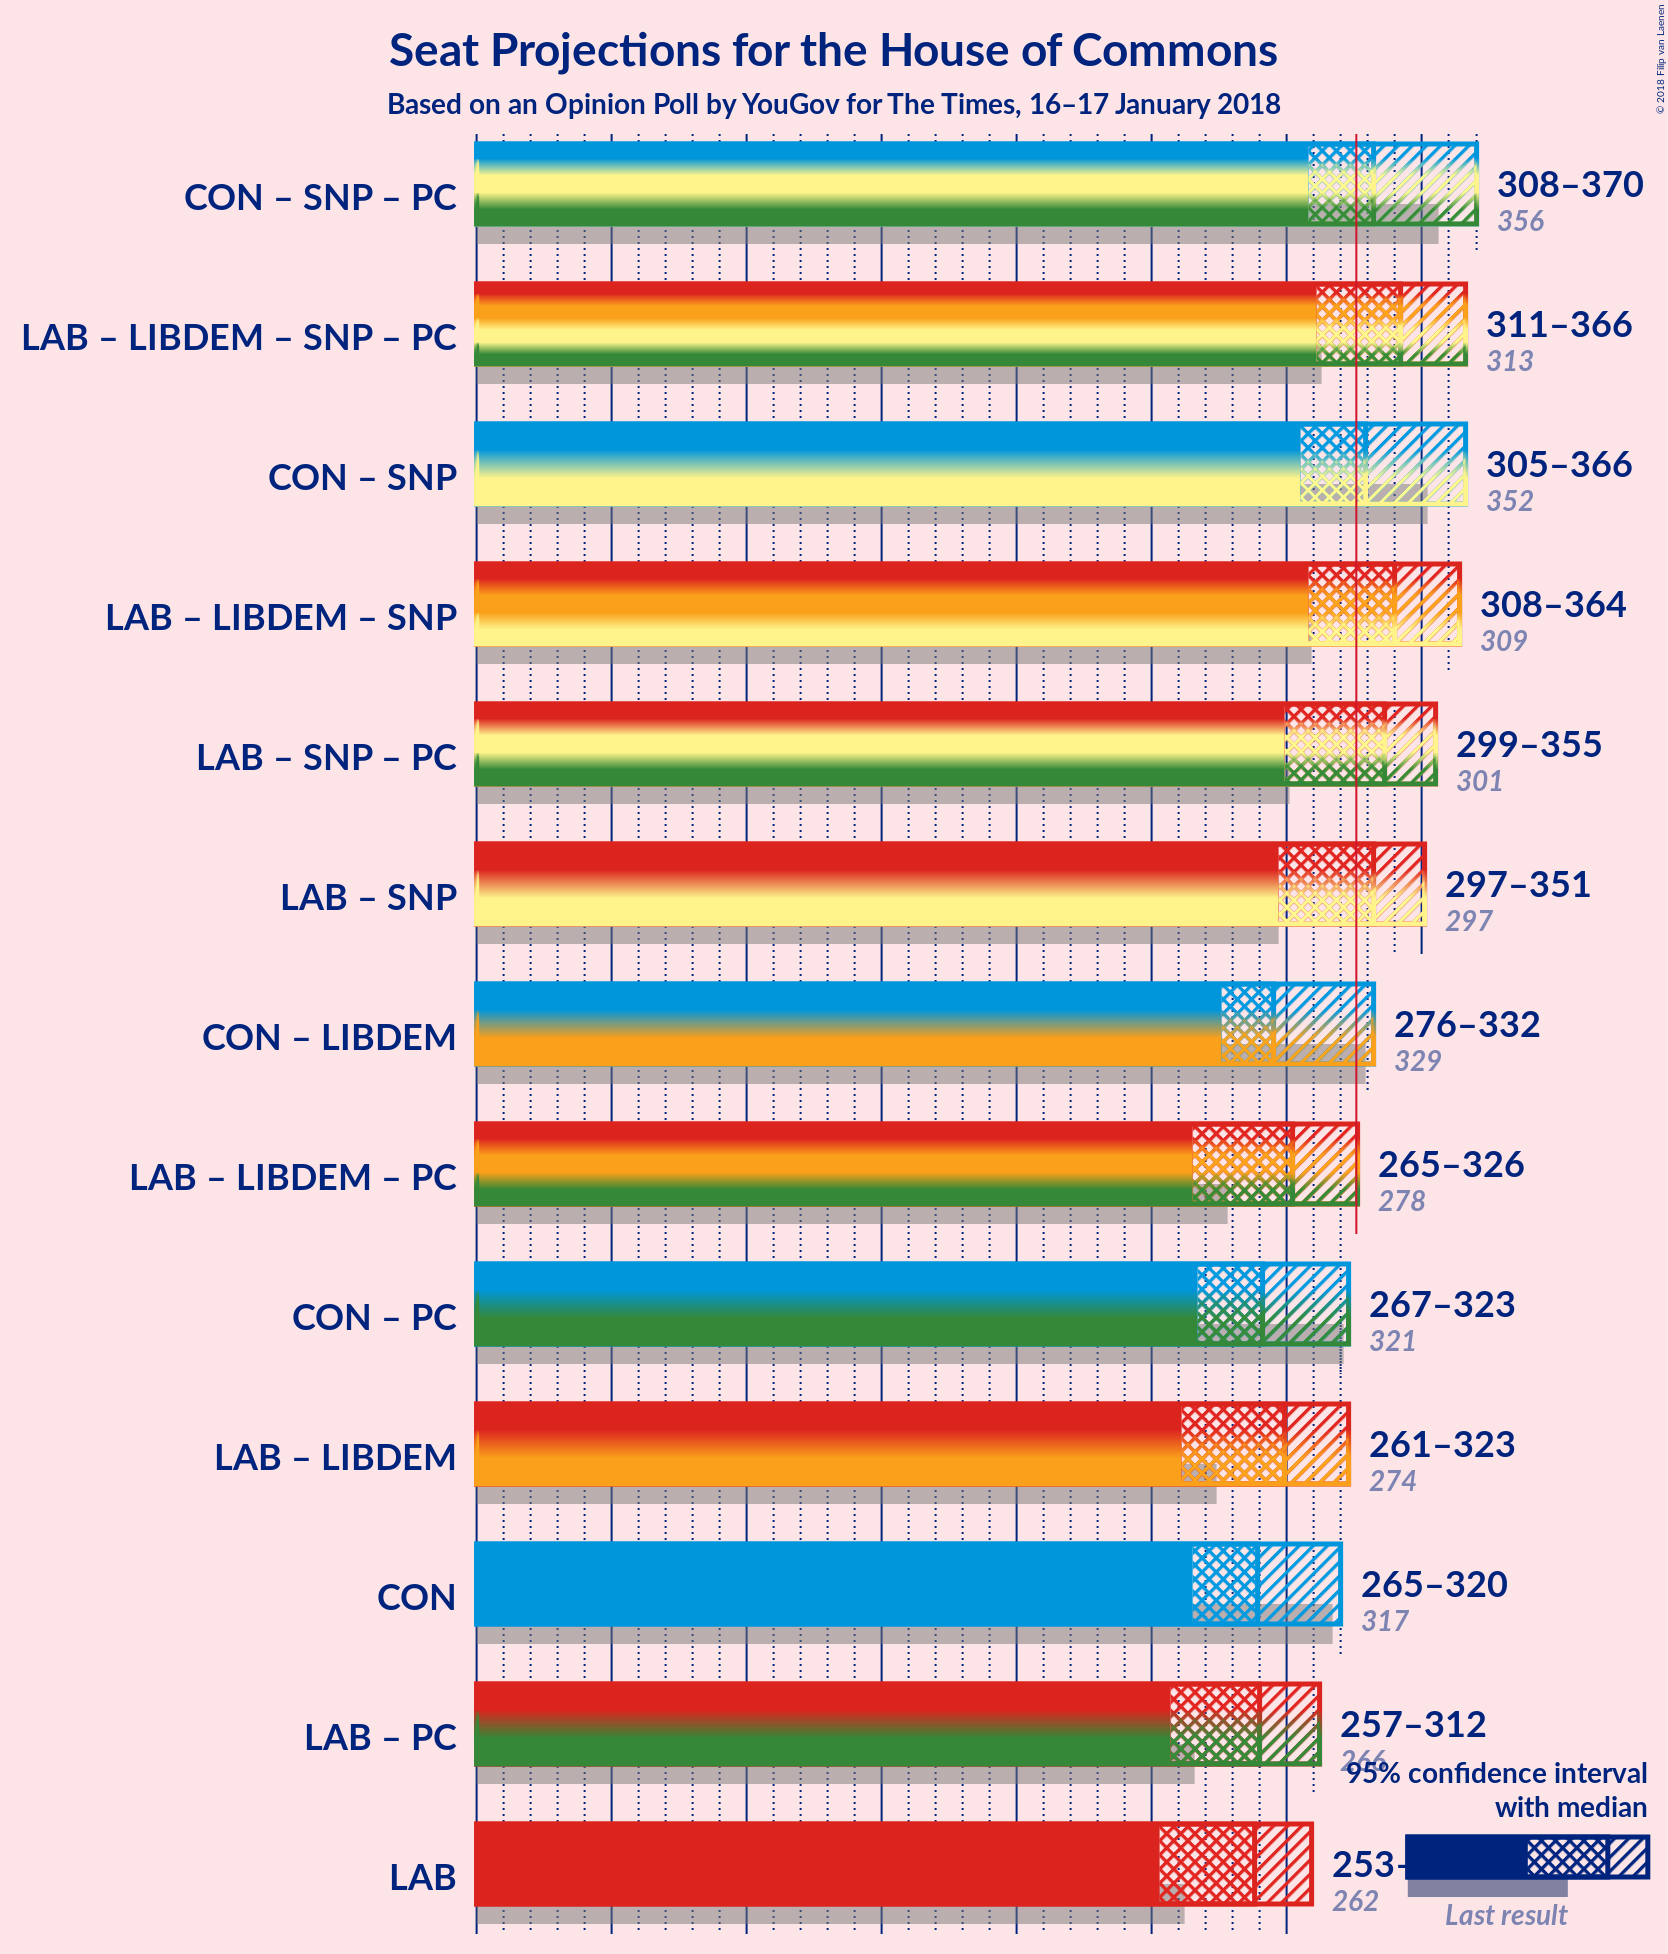 Seat Projections for the House of Commons
Based on an Opinion Poll by YouGov for The Times, 16–17 January 2018
© 2018 Filip van Laenen
CON – SNP – PC
308–370
356
LAB – LIBDEM – SNP – PC
311–366
313
CON – SNP
305–366
352
LAB – LIBDEM – SNP
308–364
309
LAB – SNP – PC
299–355
301
LAB – SNP
297–351
297
CON – LIBDEM
276–332
329
LAB – LIBDEM – PC
265–326
278
CON – PC
267–323
321
LAB – LIBDEM
261–323
274
CON
265–320
317
LAB – PC
257–312
266
95% confidence interval
with median
LAB
253–
262
Last result